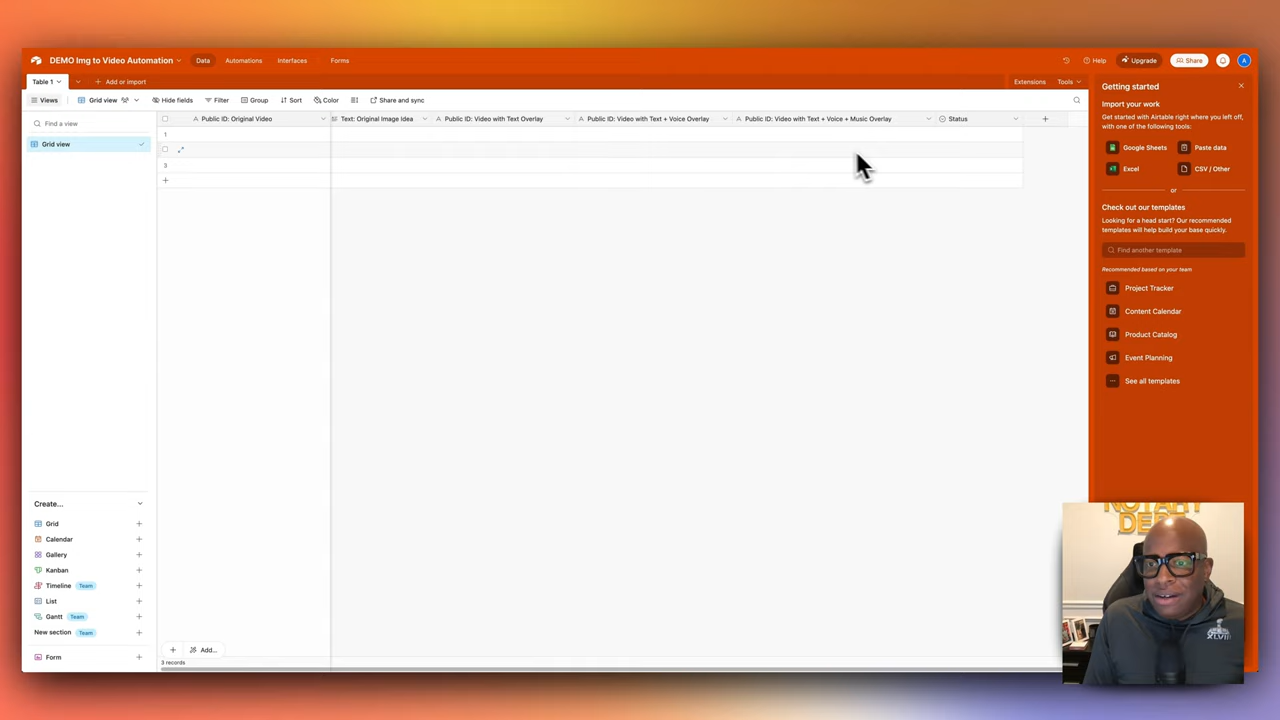 DEMO Img to Video Automation
Data
Automations
Interfaces
Forms
Help
Upgrade
Share
A
Table 1
Add or import
Extensions
Tools
Views
Grid view
Hide fields
Filter
Group
Sort
Color
Share and sync
Find a view
Grid view
Public ID: Original Video
Text: Original Image Idea
Public ID: Video with Text Overlay
Public ID: Video with Text + Voice Overlay
Public ID: Video with Text + Voice + Music Overlay
Status
1
3
Getting started
Import your work
Get started with Airtable right where you left off,
with one of the following tools:
Google Sheets
Paste data
Excel
CSV / Other
or
Check out our templates
Looking for a head start? Our recommended
templates will help build your base quickly.
Find another template
Recommended based on your team
Project Tracker
Content Calendar
Product Catalog
Event Planning
See all templates
Create...
Grid
Calendar
Gallery
Kanban
Timeline Team
List
Gantt Team
New section Team
Form
Add...
3 records
NOTARY
XLVIII